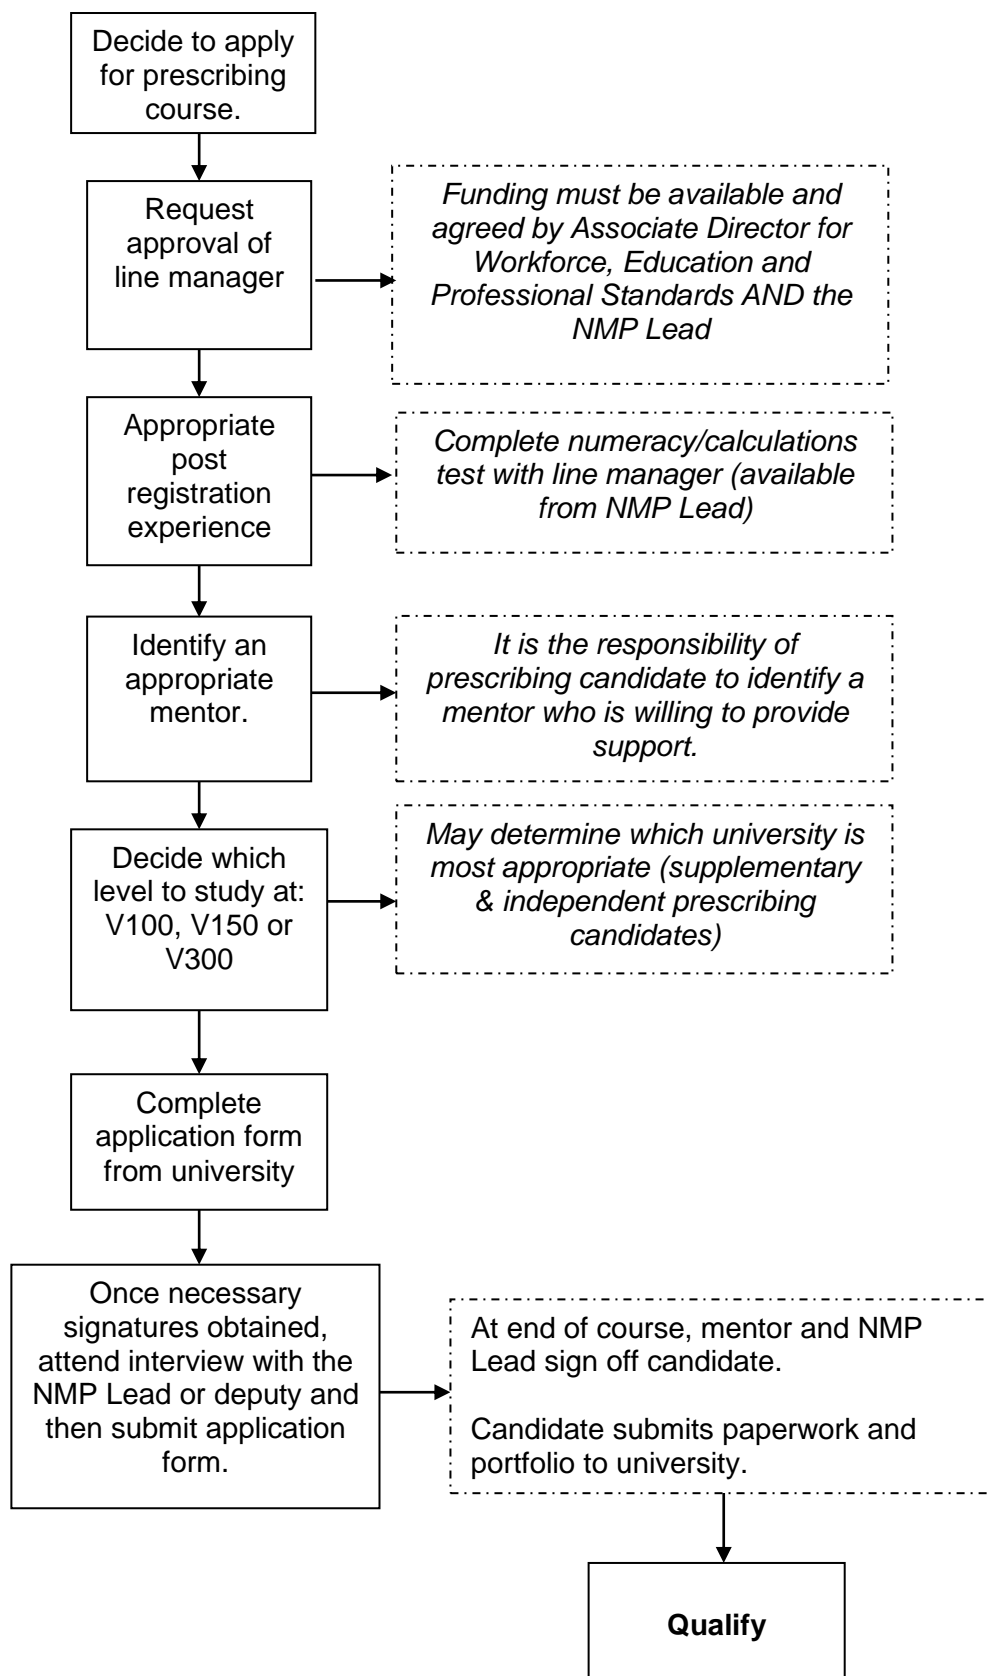 Decide to apply
for prescribing
course.
Request
approval of
line manager
Funding must be available and
agreed by Associate Director for
Workforce, Education and
Professional Standards AND the
NMP Lead
Appropriate
post
registration
experience
Complete numeracy/calculations
test with line manager (available
from NMP Lead)
Identify an
appropriate
mentor.
It is the responsibility of
prescribing candidate to identify a
mentor who is willing to provide
support.
Decide which
level to study at:
V100, V150 or
V300
May determine which university is
most appropriate (supplementary
& independent prescribing
candidates)
Complete
application form
from university
Once necessary
signatures obtained,
attend interview with the
NMP Lead or deputy and
then submit application
form.
At end of course, mentor and NMP
Lead sign off candidate.
Candidate submits paperwork and
portfolio to university.
Qualify